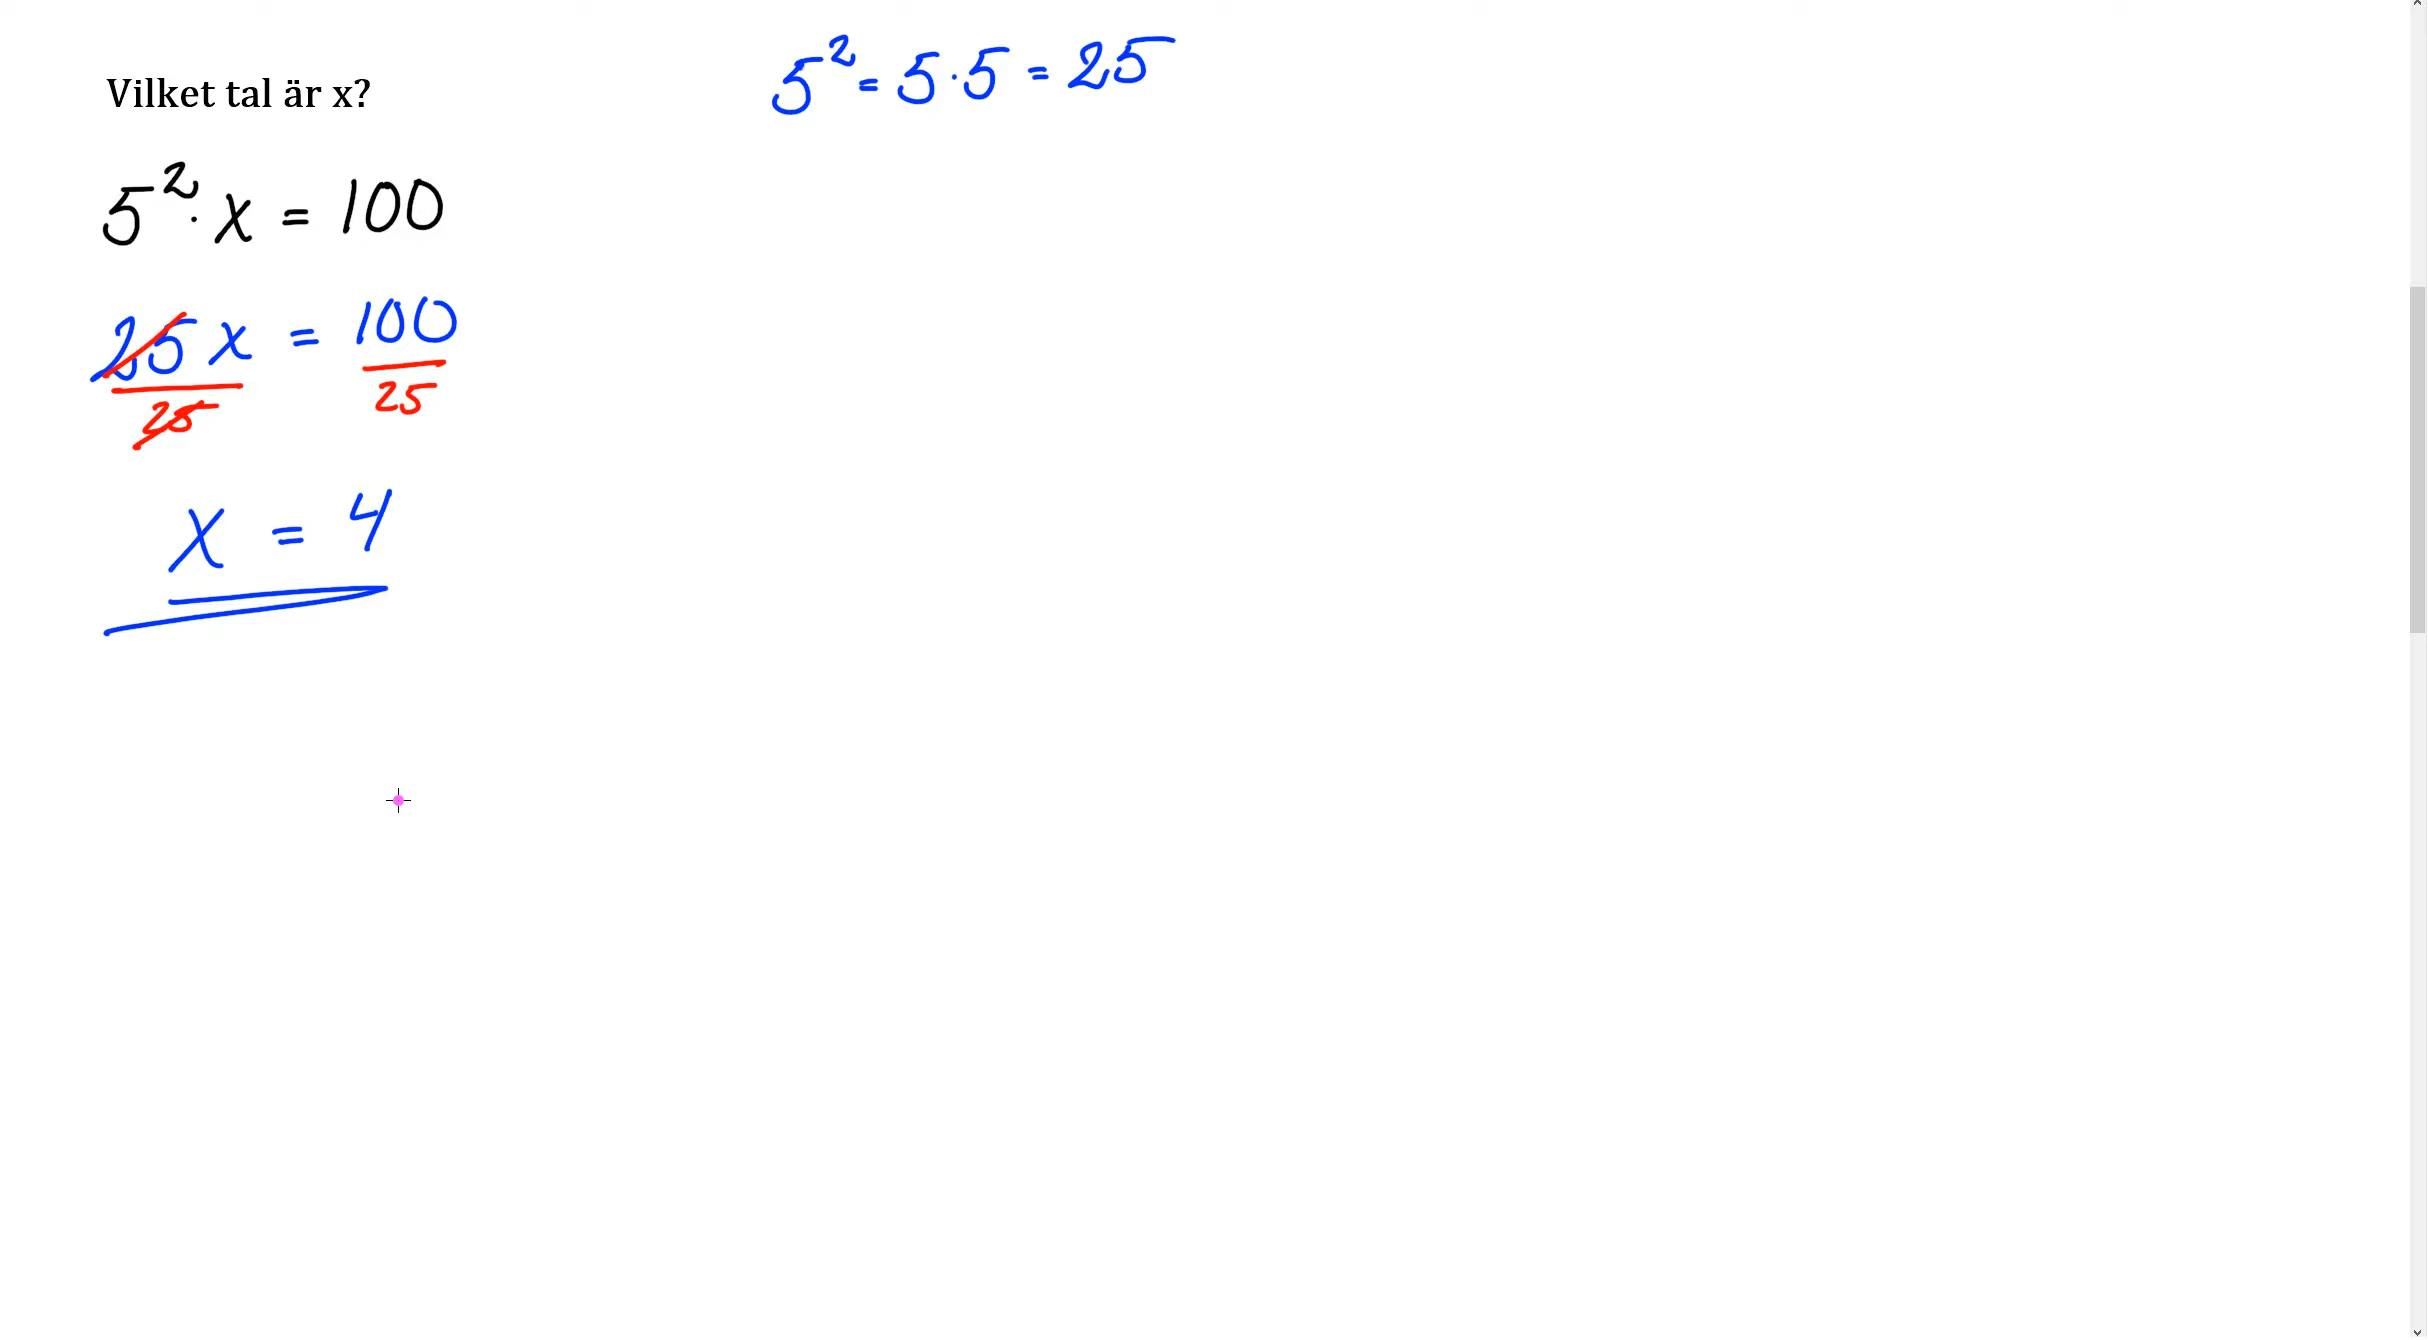 Vilket tal är x?
5² = 5 · 5 = 25
5² · x = 100
25x = 100
25 25
x = 4